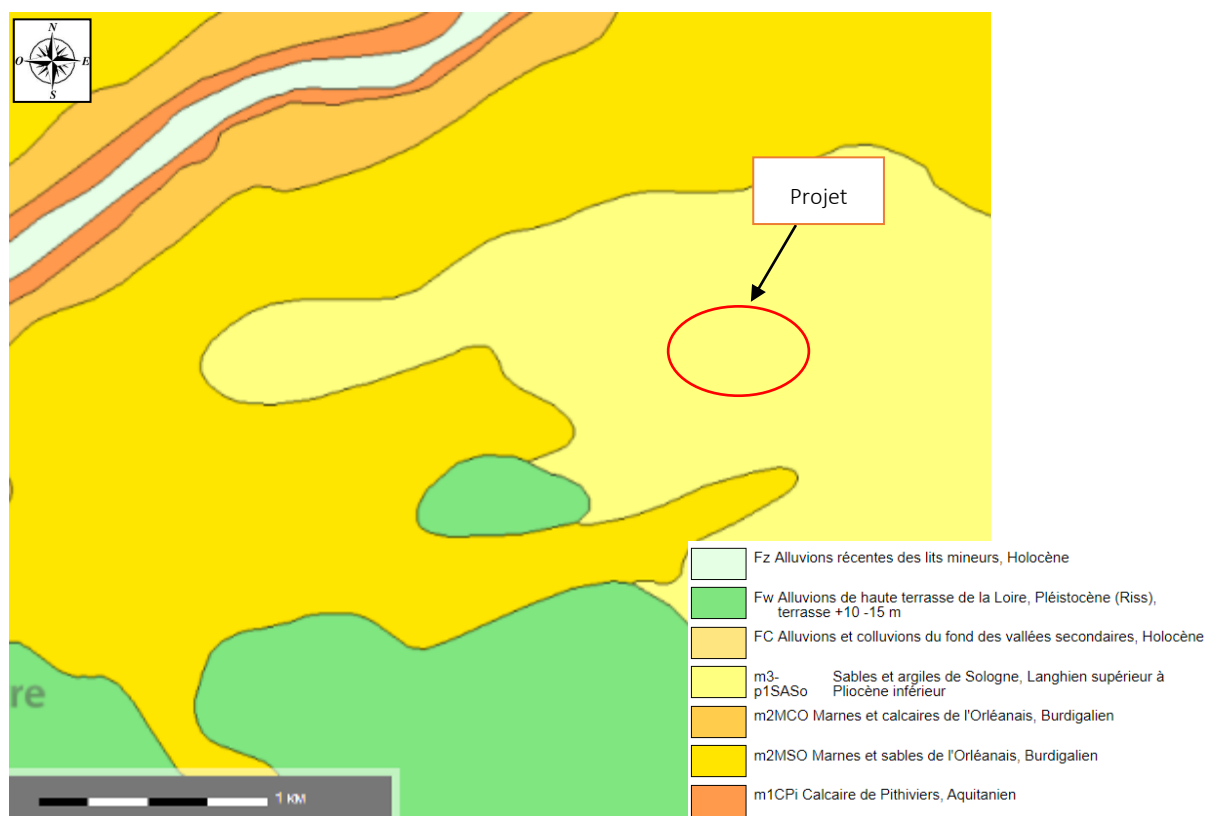 N
O
E
S
Projet
re
1 KM
Fz Alluvions récentes des lits mineurs, Holocène
Fw Alluvions de haute terrasse de la Loire, Pléistocène (Riss),
terrasse +10 -15 m
FC Alluvions et colluvions du fond des vallées secondaires, Holocène
m3- Sables et argiles de Sologne, Langhien supérieur à
p1SASo Pliocène inférieur
m2MCO Marnes et calcaires de l'Orléanais, Burdigalien
m2MSO Marnes et sables de l'Orléanais, Burdigalien
m1CPi Calcaire de Pithiviers, Aquitanien